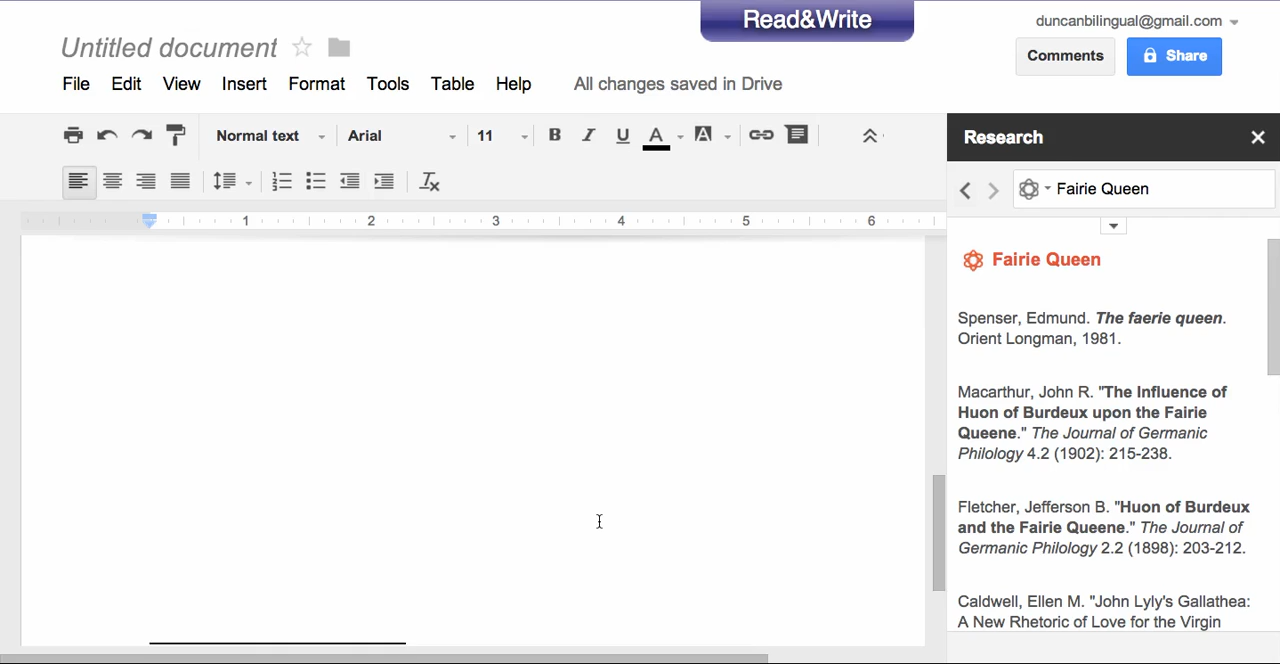 Read&Write
duncanbilingual@gmail.com
Untitled document
Comments
Share
File Edit View Insert Format Tools Table Help All changes saved in Drive
Normal text Arial 11 B I U A A
Research
1 2 3 4 5 6
Fairie Queen
Fairie Queen
Spenser, Edmund. The faerie queen.
Orient Longman, 1981.
Macarthur, John R. "The Influence of
Huon of Burdeux upon the Fairie
Queene." The Journal of Germanic
Philology 4.2 (1902): 215-238.
Fletcher, Jefferson B. "Huon of Burdeux
and the Fairie Queene." The Journal of
Germanic Philology 2.2 (1898): 203-212.
Caldwell, Ellen M. "John Lyly's Gallathea:
A New Rhetoric of Love for the Virgin